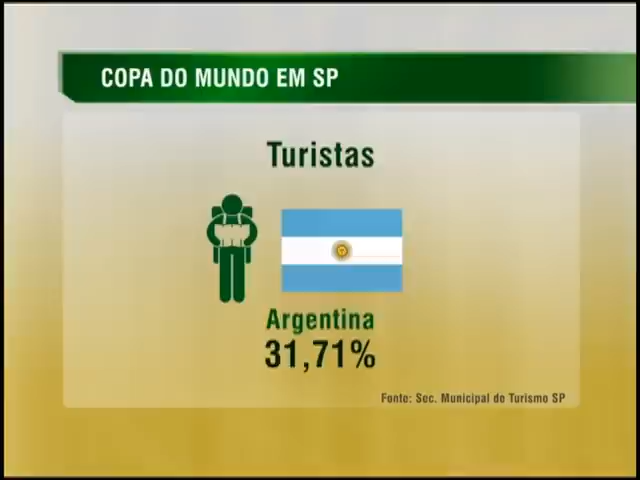 COPA DO MUNDO EM SP
Turistas
Argentina
31,71%
Fonte: Sec. Municipal de Turismo SP